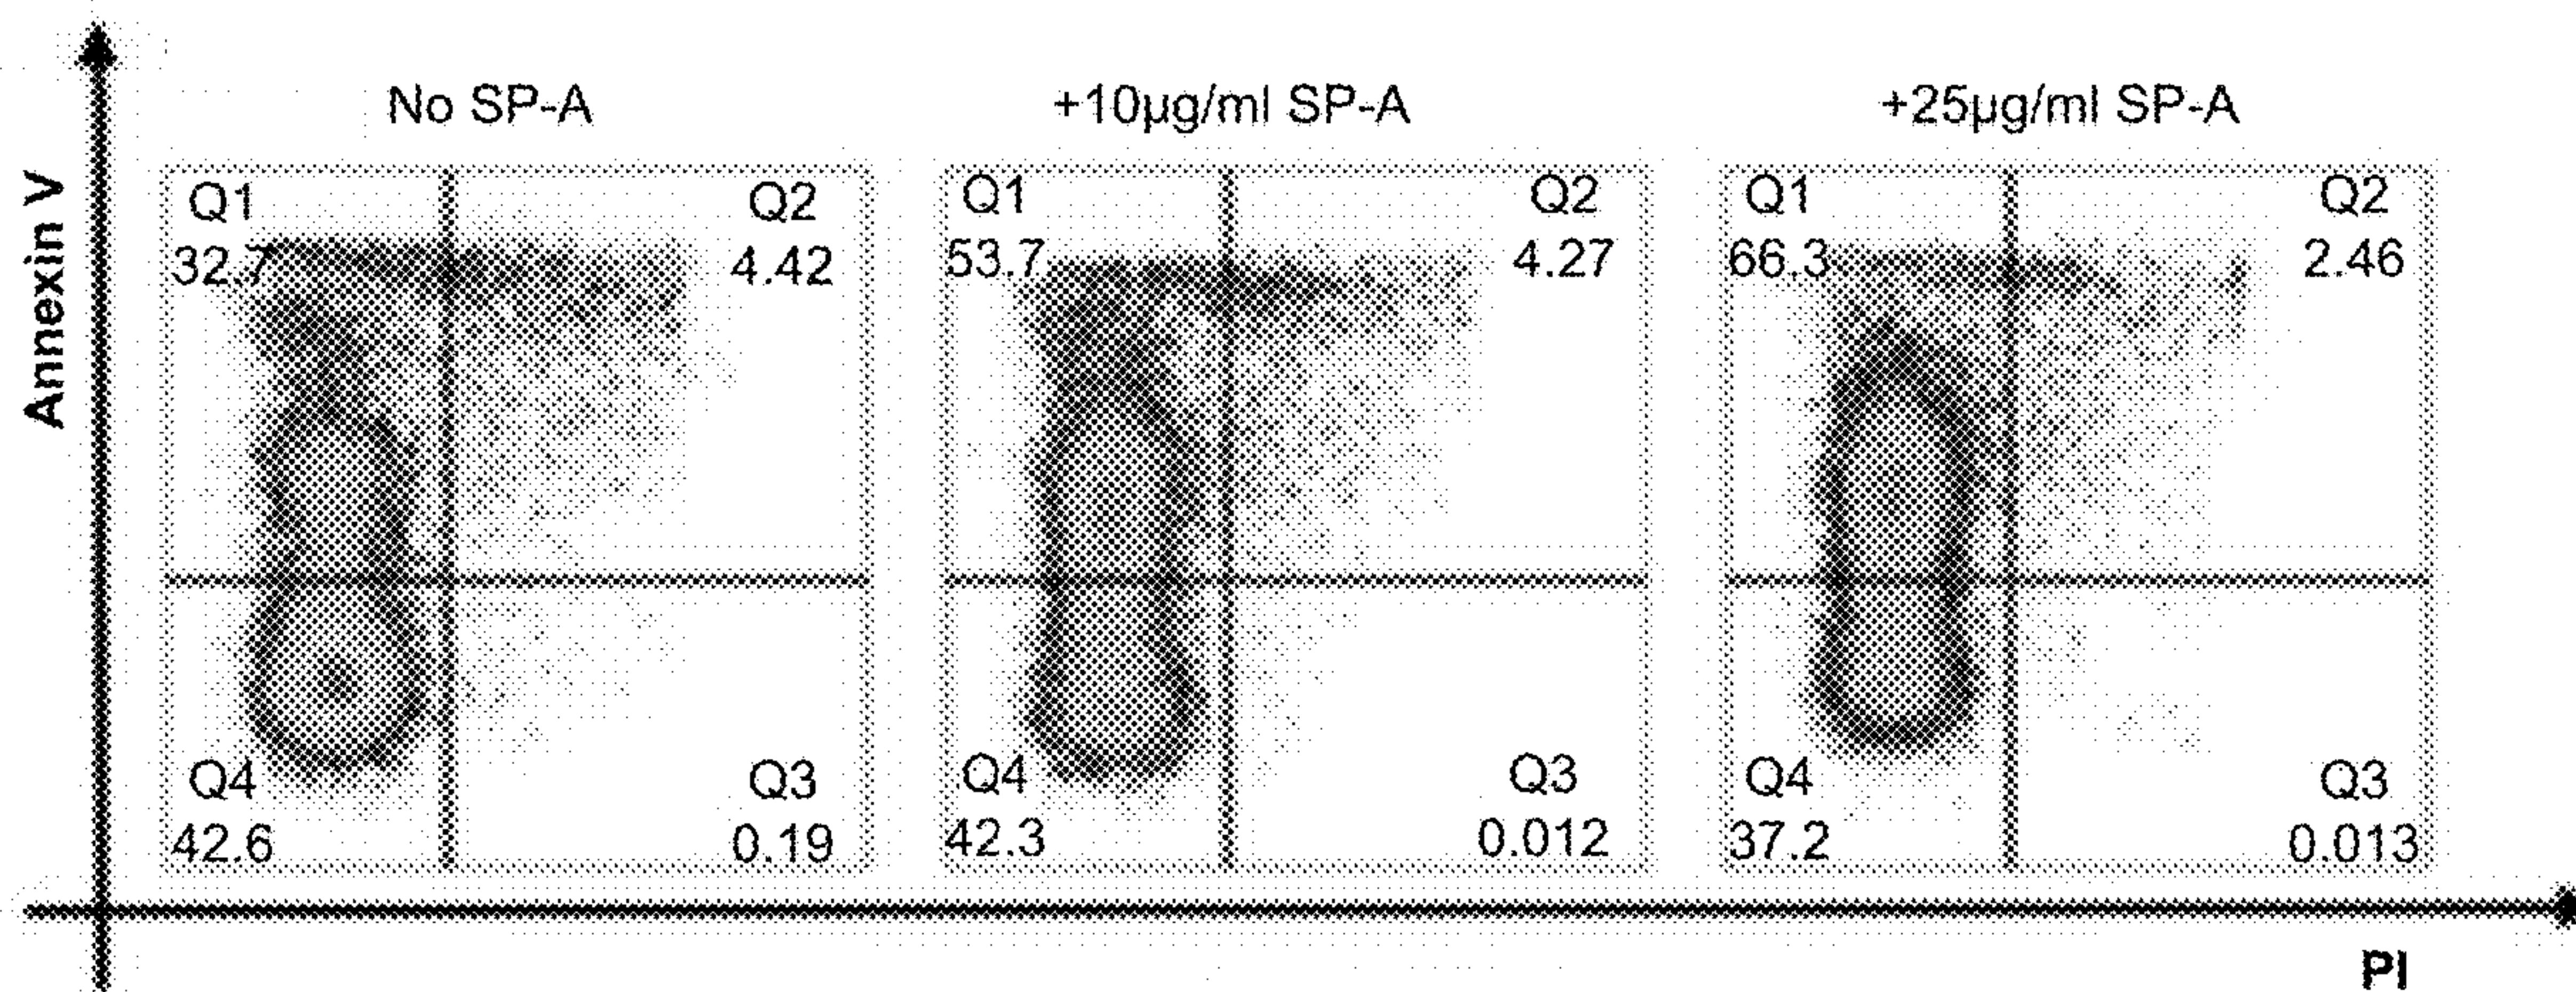 No SP-A
+10µg/ml SP-A
+25µg/ml SP-A
Annexin V
Q1 Q2
32.7 4.42
Q4 Q3
42.6 0.19
Q1 Q2
53.7 4.27
Q4 Q3
42.3 0.012
Q1 Q2
66.3 2.46
Q4 Q3
37.2 0.013
PI